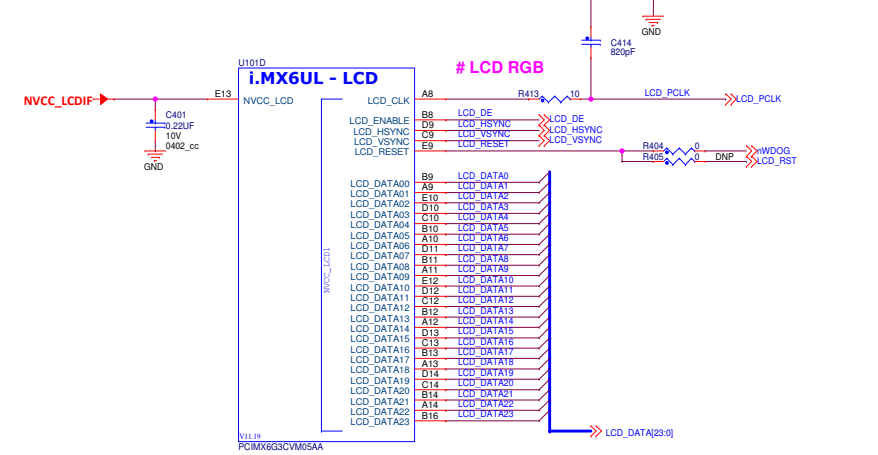 GND
C414
820pF
# LCD RGB
U101D
i.MX6UL - LCD
NVCC_LCDIF
E13
NVCC_LCD
C401
0.22UF
10V
0402_cc
GND
LCD_CLK A8 R413 10 LCD_PCLK LCD_PCLK
LCD_ENABLE B8 LCD_DE LCD_DE
LCD_HSYNC D9 LCD_HSYNC LCD_HSYNC
LCD_VSYNC C9 LCD_VSYNC LCD_VSYNC
LCD_RESET E9 LCD_RESET
R404 0 nWDOG
R405 0 DNP LCD_RST
LCD_DATA00 B9 LCD_DATA0
LCD_DATA01 A9 LCD_DATA1
LCD_DATA02 E10 LCD_DATA2
LCD_DATA03 D10 LCD_DATA3
LCD_DATA04 C10 LCD_DATA4
LCD_DATA05 B10 LCD_DATA5
LCD_DATA06 A10 LCD_DATA6
LCD_DATA07 D11 LCD_DATA7
LCD_DATA08 B11 LCD_DATA8
LCD_DATA09 A11 LCD_DATA9
LCD_DATA10 E12 LCD_DATA10
LCD_DATA11 D12 LCD_DATA11
LCD_DATA12 C12 LCD_DATA12
LCD_DATA13 B12 LCD_DATA13
LCD_DATA14 A12 LCD_DATA14
LCD_DATA15 D13 LCD_DATA15
LCD_DATA16 C13 LCD_DATA16
LCD_DATA17 B13 LCD_DATA17
LCD_DATA18 A13 LCD_DATA18
LCD_DATA19 D14 LCD_DATA19
LCD_DATA20 C14 LCD_DATA20
LCD_DATA21 B14 LCD_DATA21
LCD_DATA22 A14 LCD_DATA22
LCD_DATA23 B16 LCD_DATA23
NVCC_LCD1
LCD_DATA[23:0]
V11.19
PCIMX6G3CVM05AA